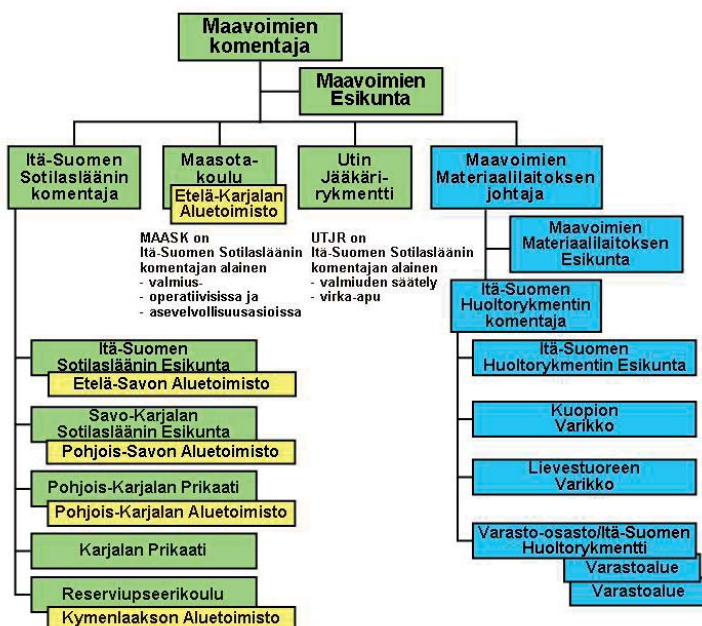 Maavoimien
komentaja
Maavoimien
Esikunta
Itä-Suomen
Sotilasläänin
komentaja
Maasota-
koulu
Etelä-Karjalan
Aluetoimisto
Utin
Jääkäri-
rykmentti
Maavoimien
Materiaalilaitoksen
johtaja
MAASK on
Itä-Suomen Sotilasläänin
komentajan alainen
- valmius-
- operatiivisissa ja
- asevelvollisuusasioissa
UTJR on
Itä-Suomen Sotilasläänin
komentajan alainen
- valmiuden säätely
- virka-apu
Maavoimien
Materiaalilaitoksen
Esikunta
Itä-Suomen
Huoltorykmentin
komentaja
Itä-Suomen
Sotilasläänin Esikunta
Etelä-Savon Aluetoimisto
Savo-Karjalan
Sotilasläänin Esikunta
Pohjois-Savon Aluetoimisto
Pohjois-Karjalan Prikaati
Pohjois-Karjalan Aluetoimisto
Karjalan Prikaati
Reserviupseerikoulu
Kymenlaakson Aluetoimisto
Itä-Suomen
Huoltorykmentin Esikunta
Kuopion
Varikko
Lievestuoreen
Varikko
Varasto-osasto/Itä-Suomen
Huoltorykmentti
Varastoalue
Varastoalue